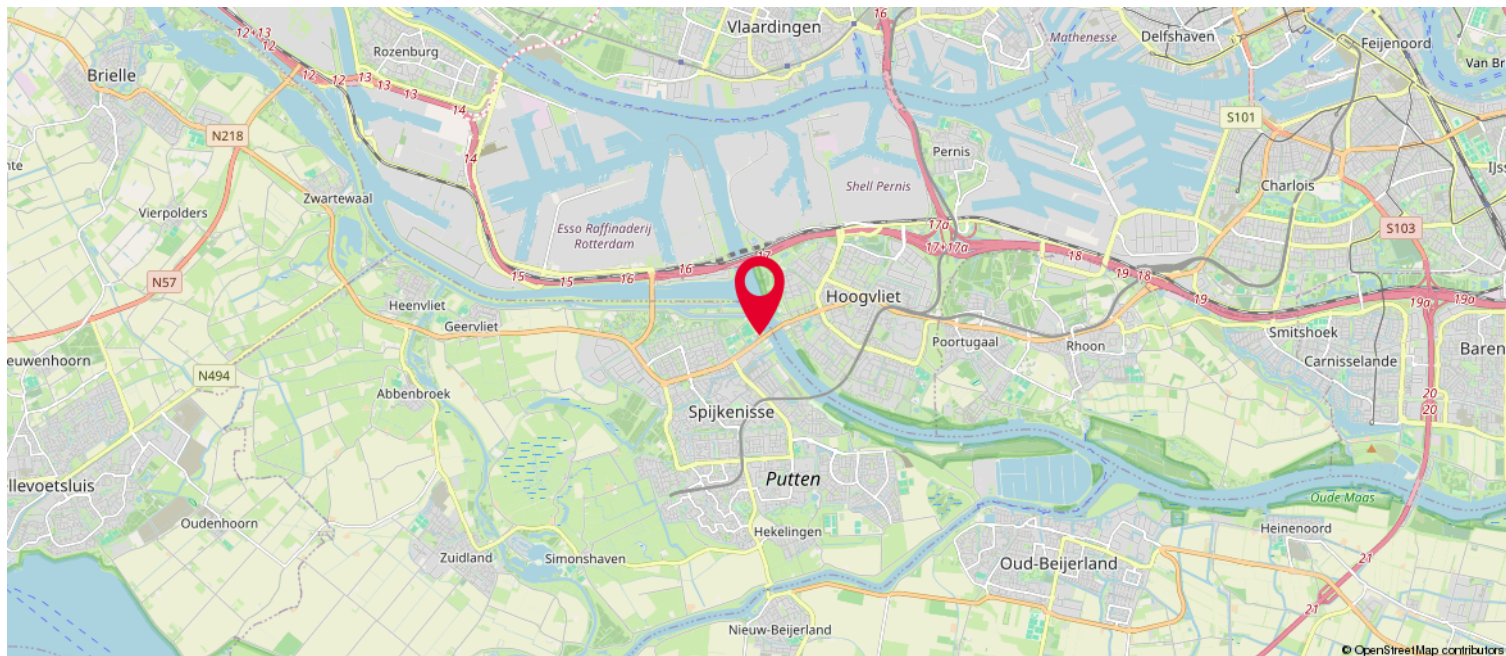 12+13
12
Vlaardingen
16
Mathenesse
Delfshaven
Feijenoord
Rozenburg
Van Br
Brielle
12
12
13
13
13
14
N218
S101
14
Pernis
nte
IJss
Shell Pernis
Charlois
Zwartewaal
Vierpolders
Esso Raffinaderij
Rotterdam
17a
17+17a
S103
17
18
16
15
15
16
19
18
N57
19
19a
19a
Heenvliet
Hoogvliet
Geervliet
Smitshoek
Poortugaal
Rhoon
Baren
euwenhoorn
Carnisselande
N494
Abbenbroek
20
20
Spijkenisse
Putten
llevoetsluis
Oude Maas
Oudenhoorn
Hekelingen
Heinenoord
Zuidland
Simonshaven
Oud-Beijerland
21
21
Nieuw-Beijerland
© OpenStreetMap contributors